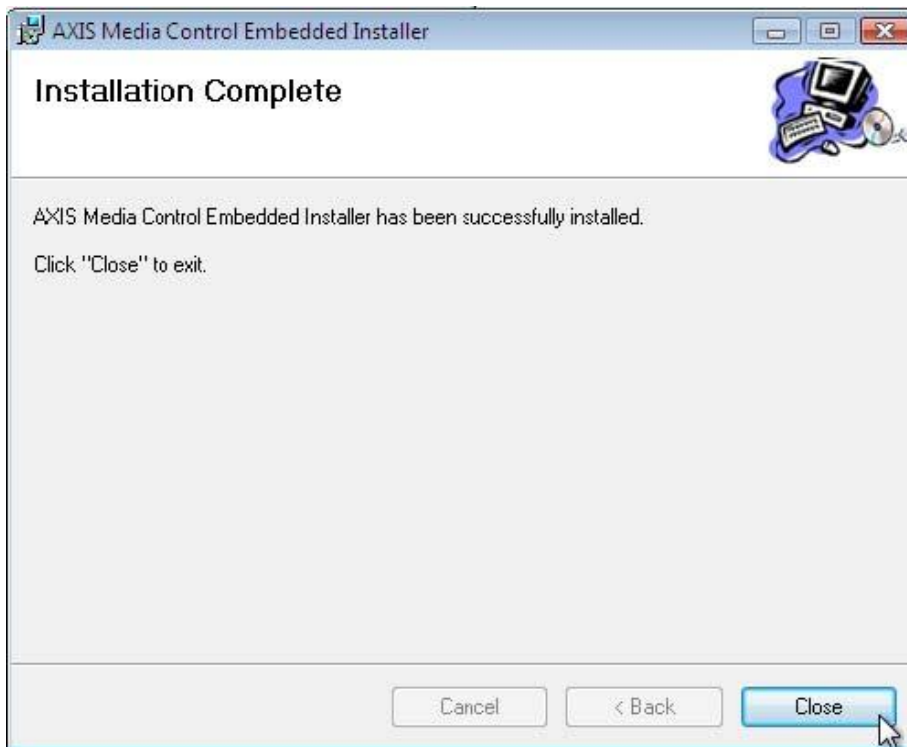 AXIS Media Control Embedded Installer
Installation Complete
AXIS Media Control Embedded Installer has been successfully installed.
Click "Close" to exit.
Cancel
< Back
Close